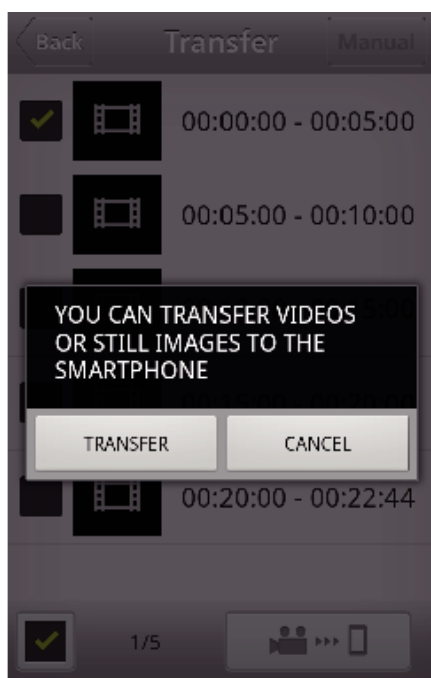 Back Transfer Manual
00:00:00 - 00:05:00
00:05:00 - 00:10:00
YOU CAN TRANSFER VIDEOS
OR STILL IMAGES TO THE
SMARTPHONE
TRANSFER CANCEL
00:20:00 - 00:22:44
1/5